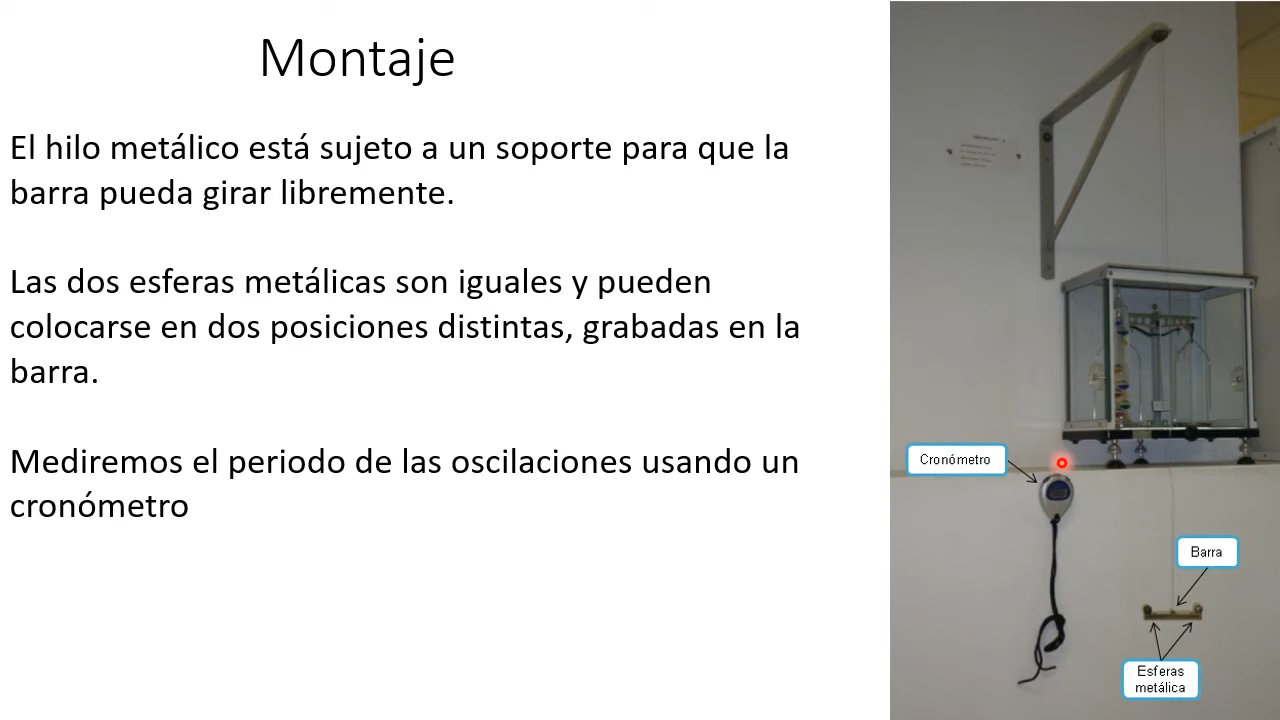 Montaje
El hilo metálico está sujeto a un soporte para que la
barra pueda girar libremente.
Las dos esferas metálicas son iguales y pueden
colocarse en dos posiciones distintas, grabadas en la
barra.
Mediremos el periodo de las oscilaciones usando un
cronómetro
Cronómetro
Barra
Esferas
metálica